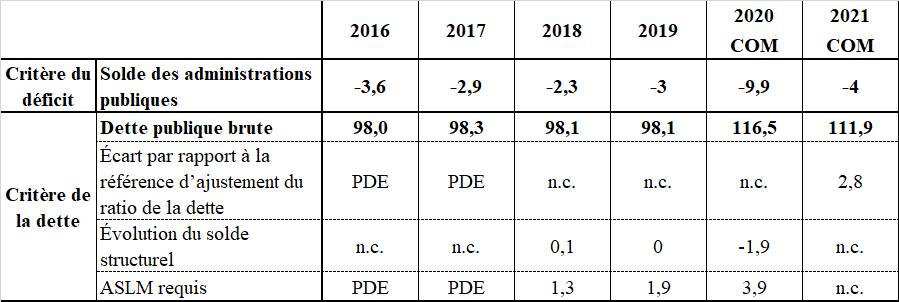 2016 2017 2018 2019 2020 COM 2021 COM
Critère du déficit Solde des administrations publiques -3,6 -2,9 -2,3 -3 -9,9 -4
Critère de la dette Dette publique brute 98,0 98,3 98,1 98,1 116,5 111,9
Écart par rapport à la référence d'ajustement du ratio de la dette PDE PDE n.c. n.c. n.c. 2,8
Évolution du solde structurel n.c. n.c. 0,1 0 -1,9 n.c.
ASLM requis PDE PDE 1,3 1,9 3,9 n.c.